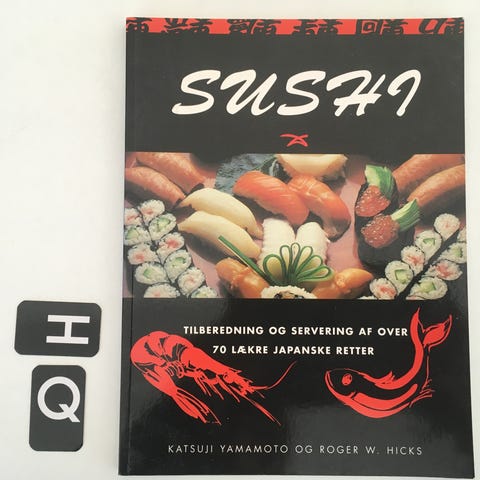 SUSHI
TILBEREDNING OG SERVERING AF OVER
70 LÆKRE JAPANSKE RETTER
KATSUJI YAMAMOTO OG ROGER W. HICKS
H
Q